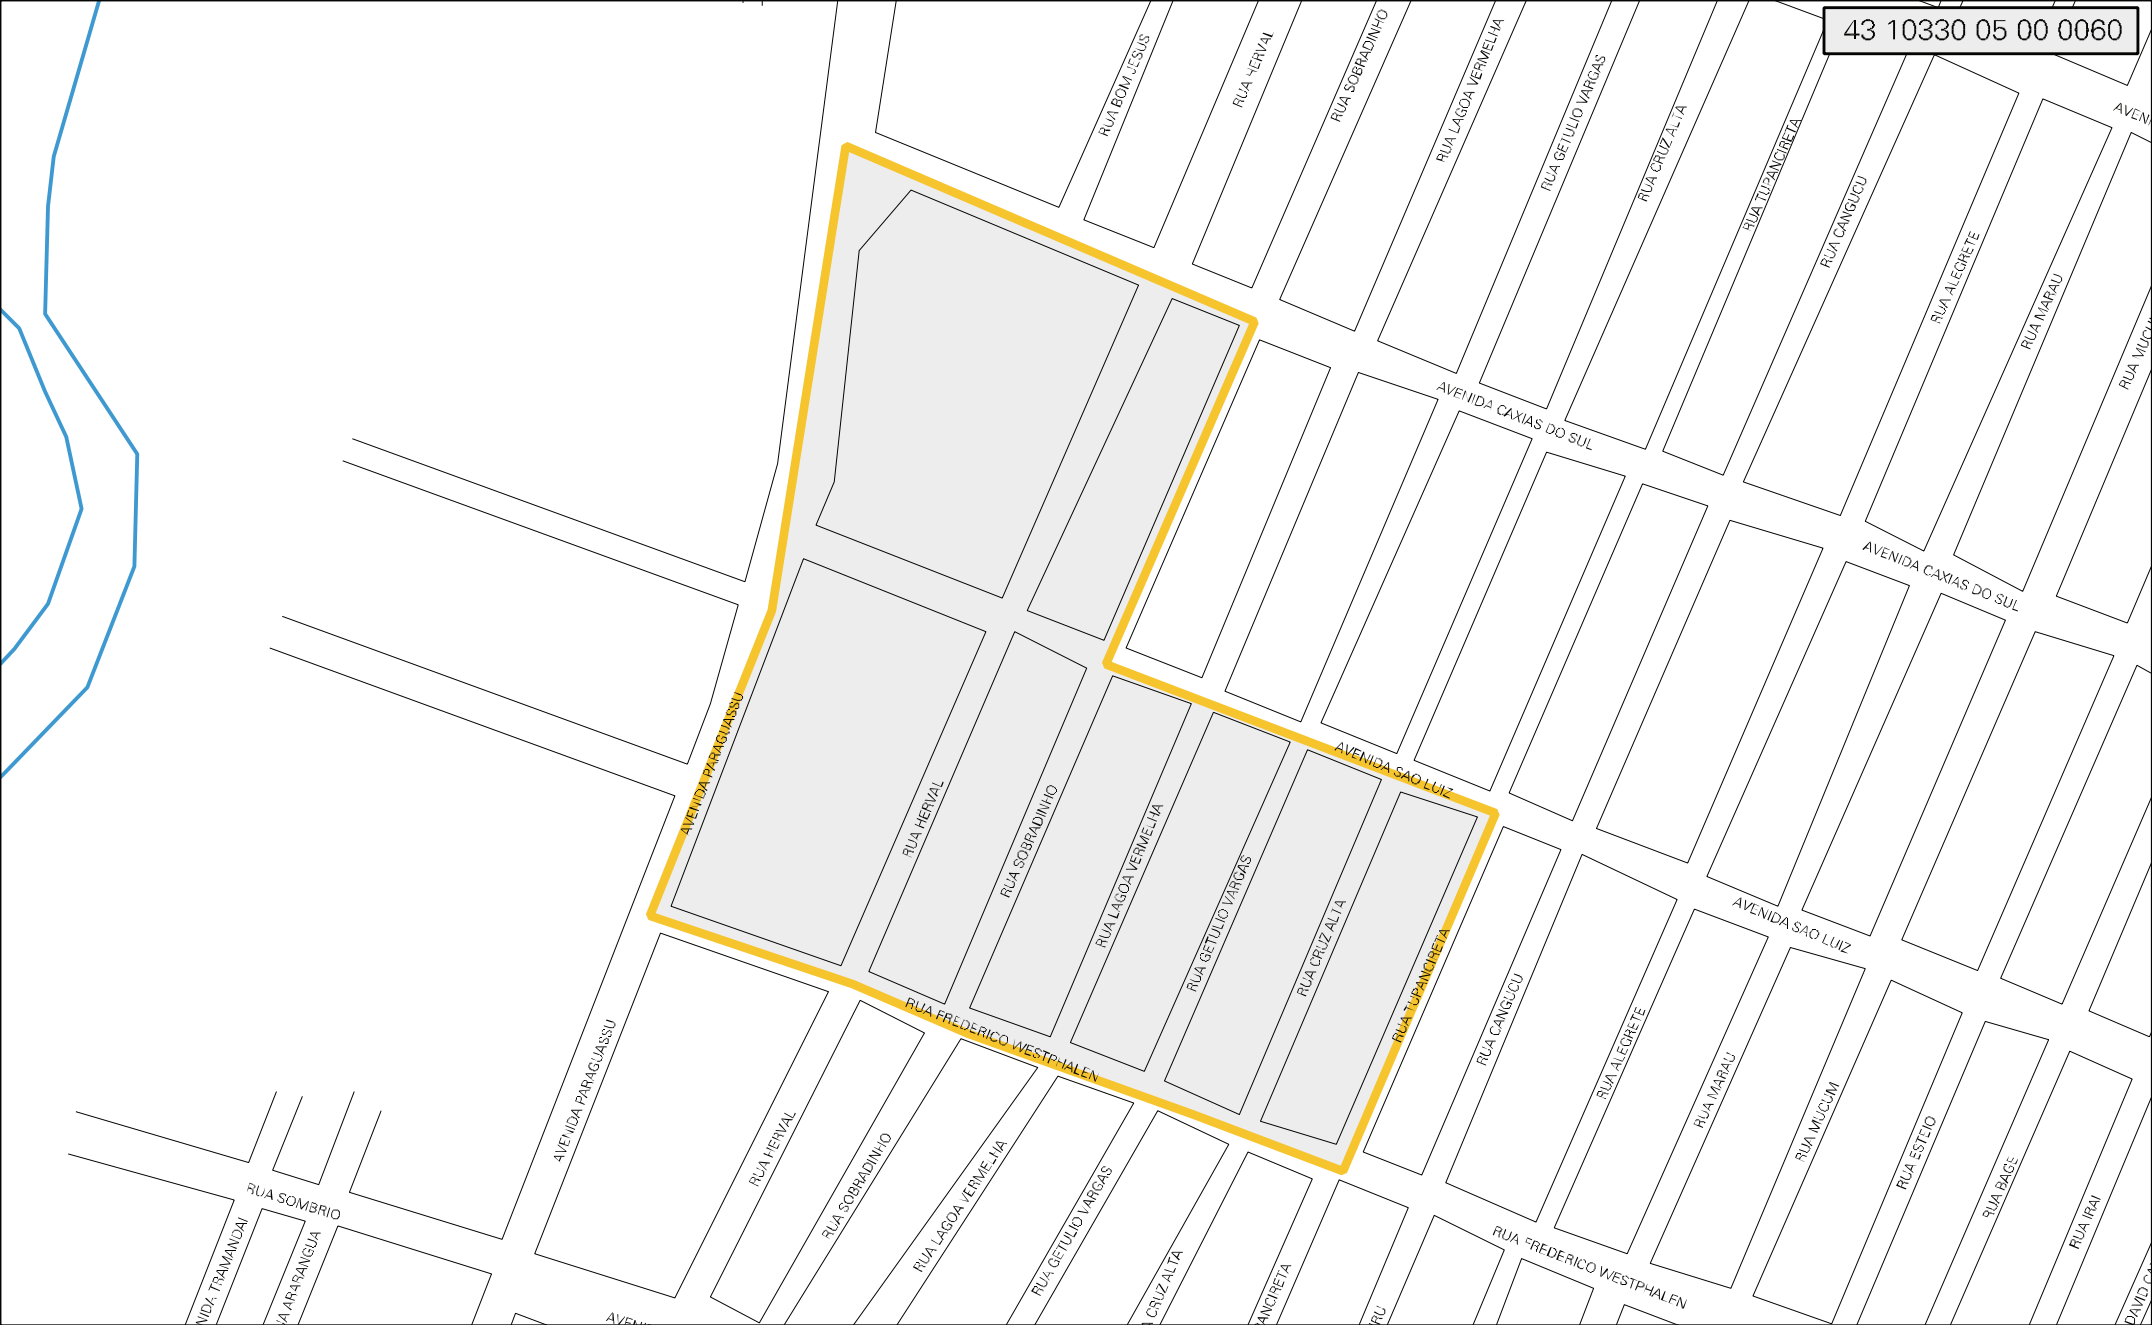 43 10330 05 00 0060
RUA BOM JESUS
RUA HERVAL
RUA SOBRADINHO
RUA LAGOA VERMELHA
RUA GETULIO VARGAS
RUA CRUZ ALTA
RUA TUPANCIRETA
RUA CANGUCU
RUA ALEGRETE
RUA MARAU
AVENIDA CAXIAS DO SUL
AVENIDA CAXIAS DO SUL
AVENIDA PARAGUASSU
RUA HERVAL
RUA SOBRADINHO
RUA LAGOA VERMELHA
RUA GETULIO VARGAS
RUA CRUZ ALTA
RUA TUPANCIRETA
AVENIDA SAO LUIZ
AVENIDA SAO LUIZ
RUA FREDERICO WESTPHALEN
RUA CANGUCU
RUA ALEGRETE
RUA MARAU
RUA MUCUM
RUA ESTEIO
RUA BAGE
RUA IRAI
AVENIDA PARAGUASSU
RUA HERVAL
RUA SOBRADINHO
RUA LAGOA VERMELHA
RUA GETULIO VARGAS
CRUZ ALTA
RUA FREDERICO WESTPHALEN
RUA SOMBRIO
TRAMANDAI
ARARANGUA